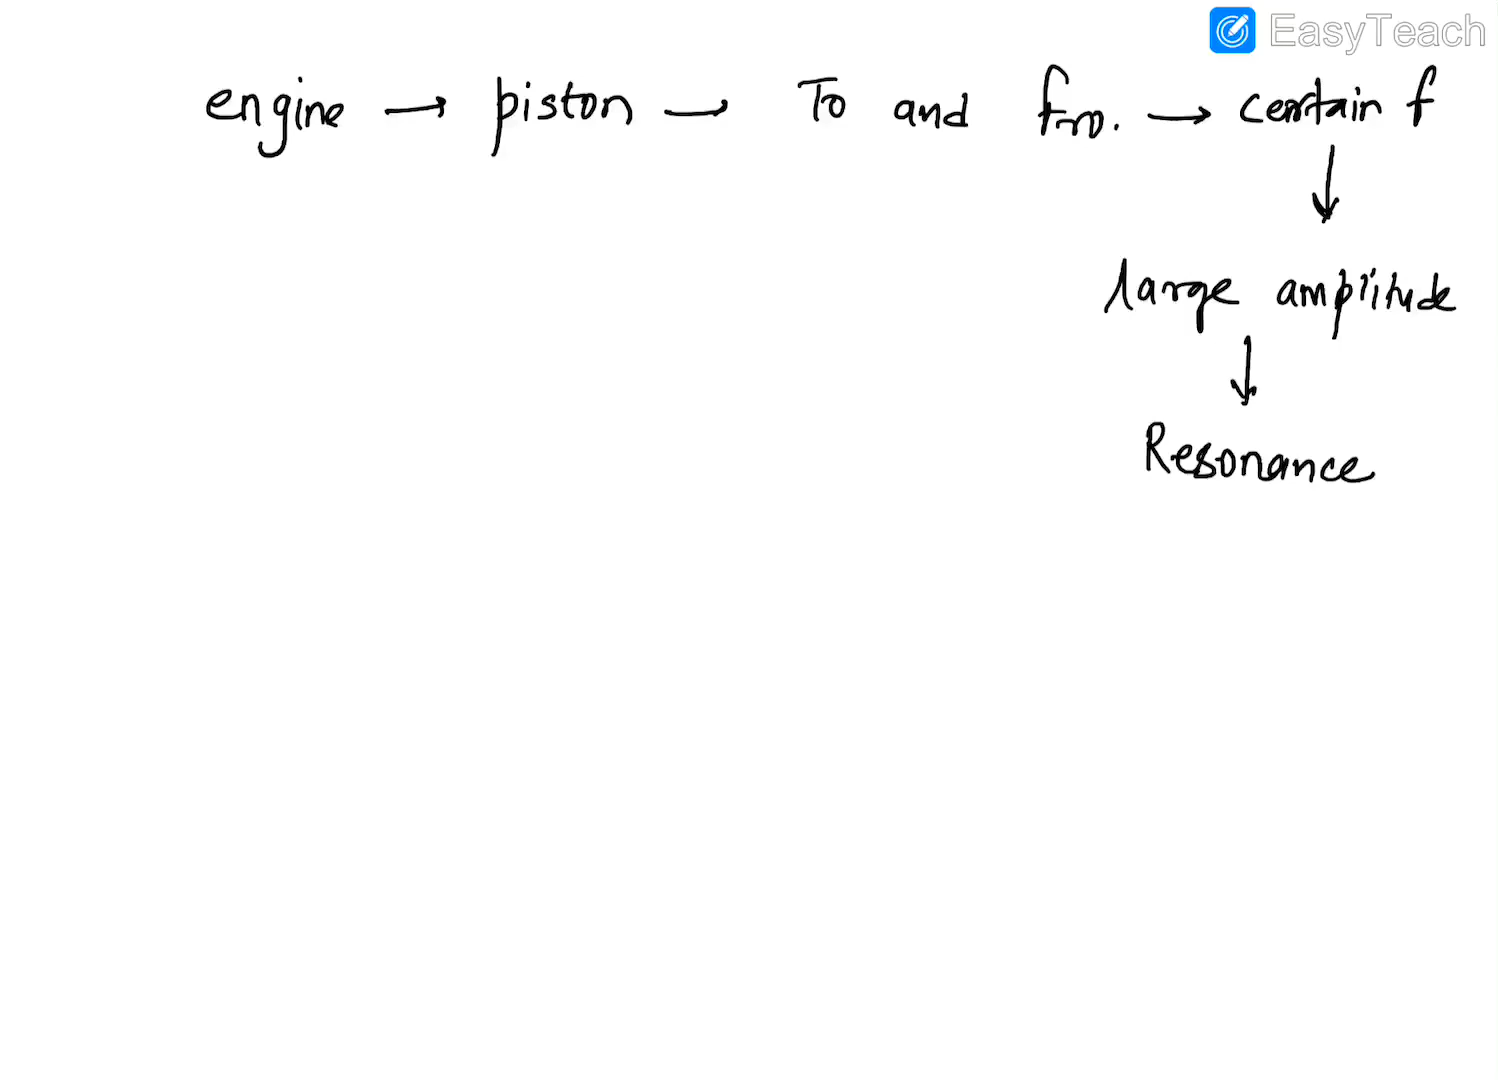 EasyTeach
engine → piston → To and fro. → certain f
↓
large amplitude
↓
Resonance